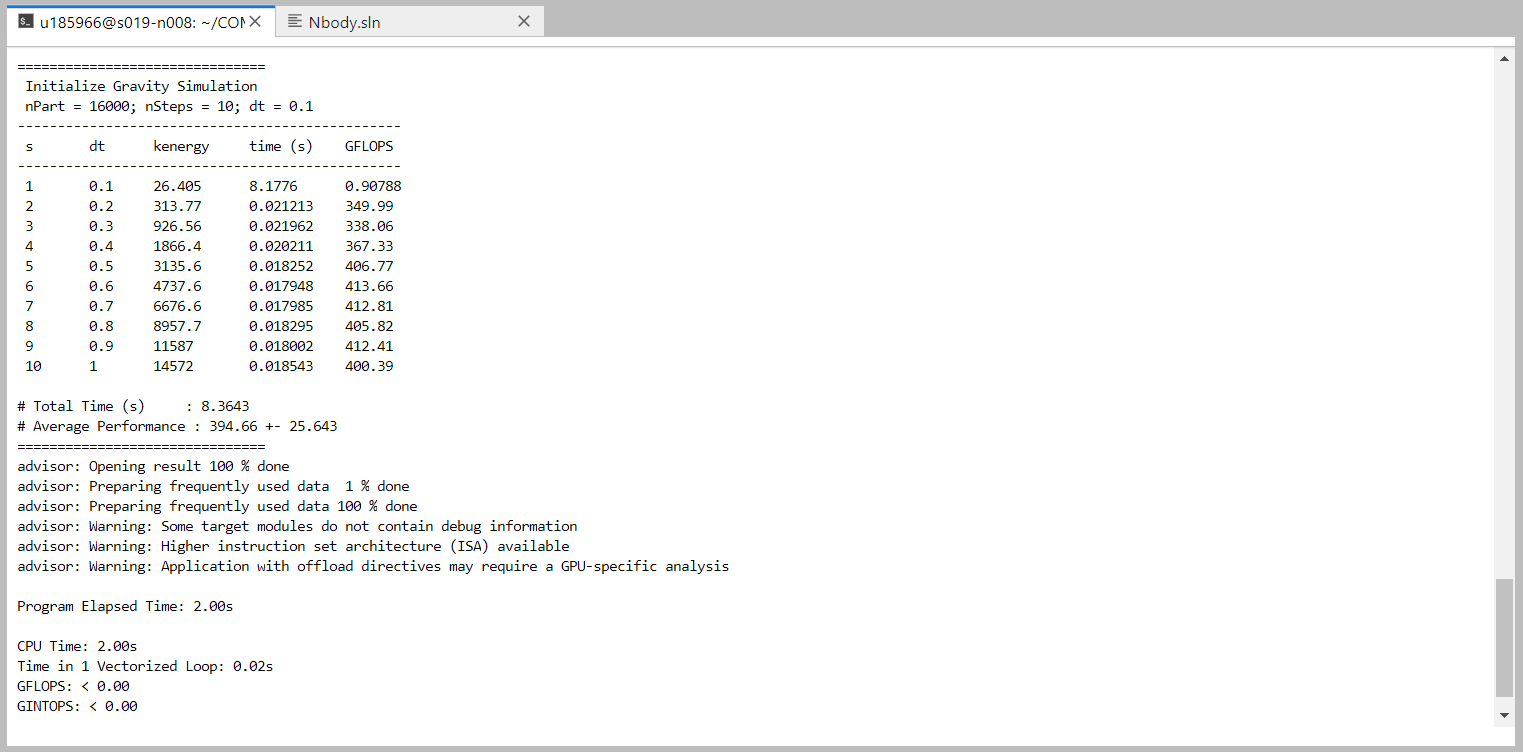 u185966@s019-n008: ~/CON
Nbody.sln
===============================
Initialize Gravity Simulation
nPart = 16000; nSteps = 10; dt = 0.1
------------------------------------------------
s dt kenergy time (s) GFLOPS
------------------------------------------------
1 0.1 26.405 8.1776 0.90788
2 0.2 313.77 0.021213 349.99
3 0.3 926.56 0.021962 338.06
4 0.4 1866.4 0.020211 367.33
5 0.5 3135.6 0.018252 406.77
6 0.6 4737.6 0.017948 413.66
7 0.7 6676.6 0.017985 412.81
8 0.8 8957.7 0.018295 405.82
9 0.9 11587 0.018002 412.41
10 1 14572 0.018543 400.39
# Total Time (s) : 8.3643
# Average Performance : 394.66 +- 25.643
===============================
advisor: Opening result 100 % done
advisor: Preparing frequently used data 1 % done
advisor: Preparing frequently used data 100 % done
advisor: Warning: Some target modules do not contain debug information
advisor: Warning: Higher instruction set architecture (ISA) available
advisor: Warning: Application with offload directives may require a GPU-specific analysis
Program Elapsed Time: 2.00s
CPU Time: 2.00s
Time in 1 Vectorized Loop: 0.02s
GFLOPS: < 0.00
GINTOPS: < 0.00